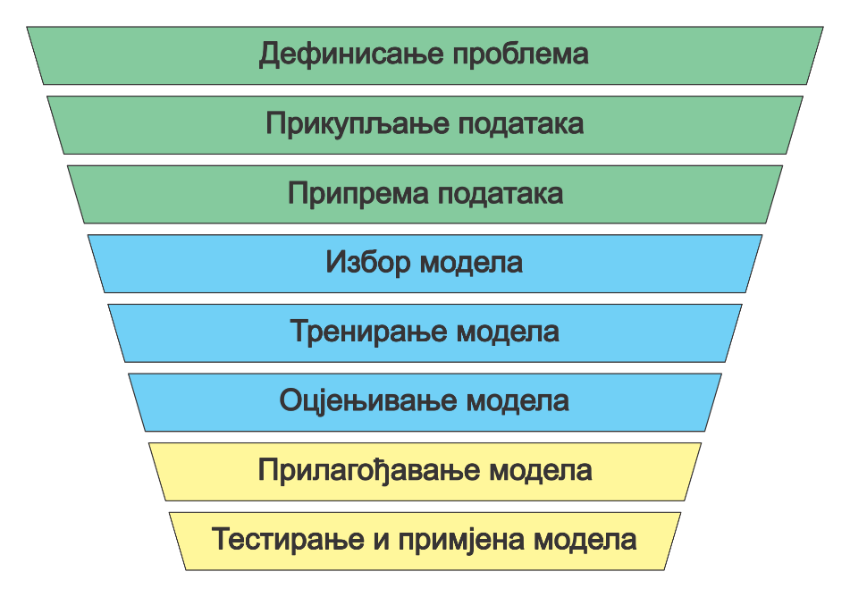 Дефинисање проблема
Прикупљање података
Припрема података
Избор модела
Тренирање модела
Оцјењивање модела
Прилагођавање модела
Тестирање и примјена модела